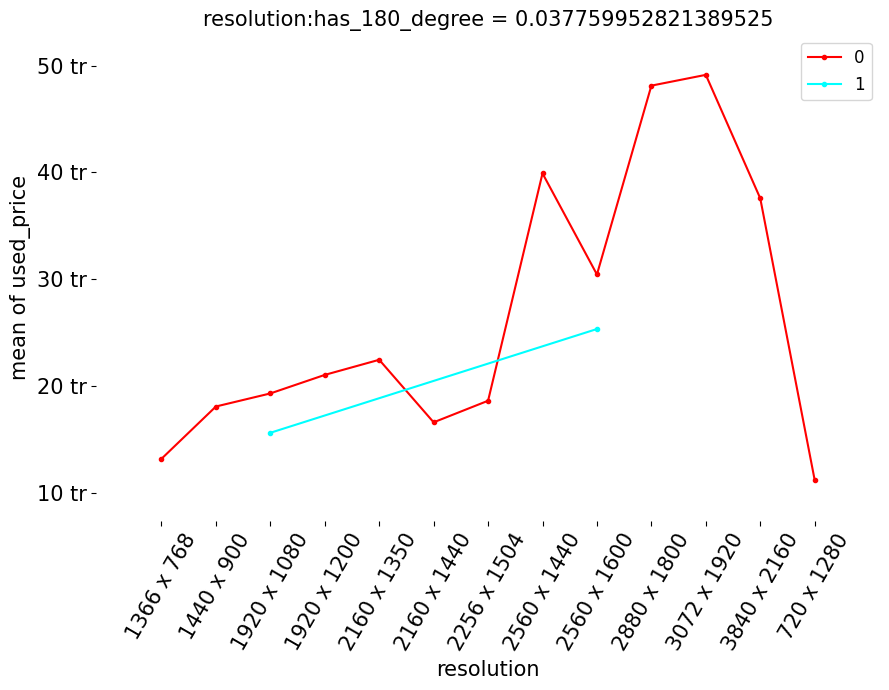 resolution:has_180_degree = 0.037759952821389525
0
1
50 tr
40 tr
30 tr
20 tr
10 tr
mean of used_price
1366 x 768
1440 x 900
1920 x 1080
1920 x 1200
2160 x 1350
2160 x 1440
2256 x 1504
2560 x 1440
2560 x 1600
2880 x 1800
3072 x 1920
3840 x 2160
720 x 1280
resolution